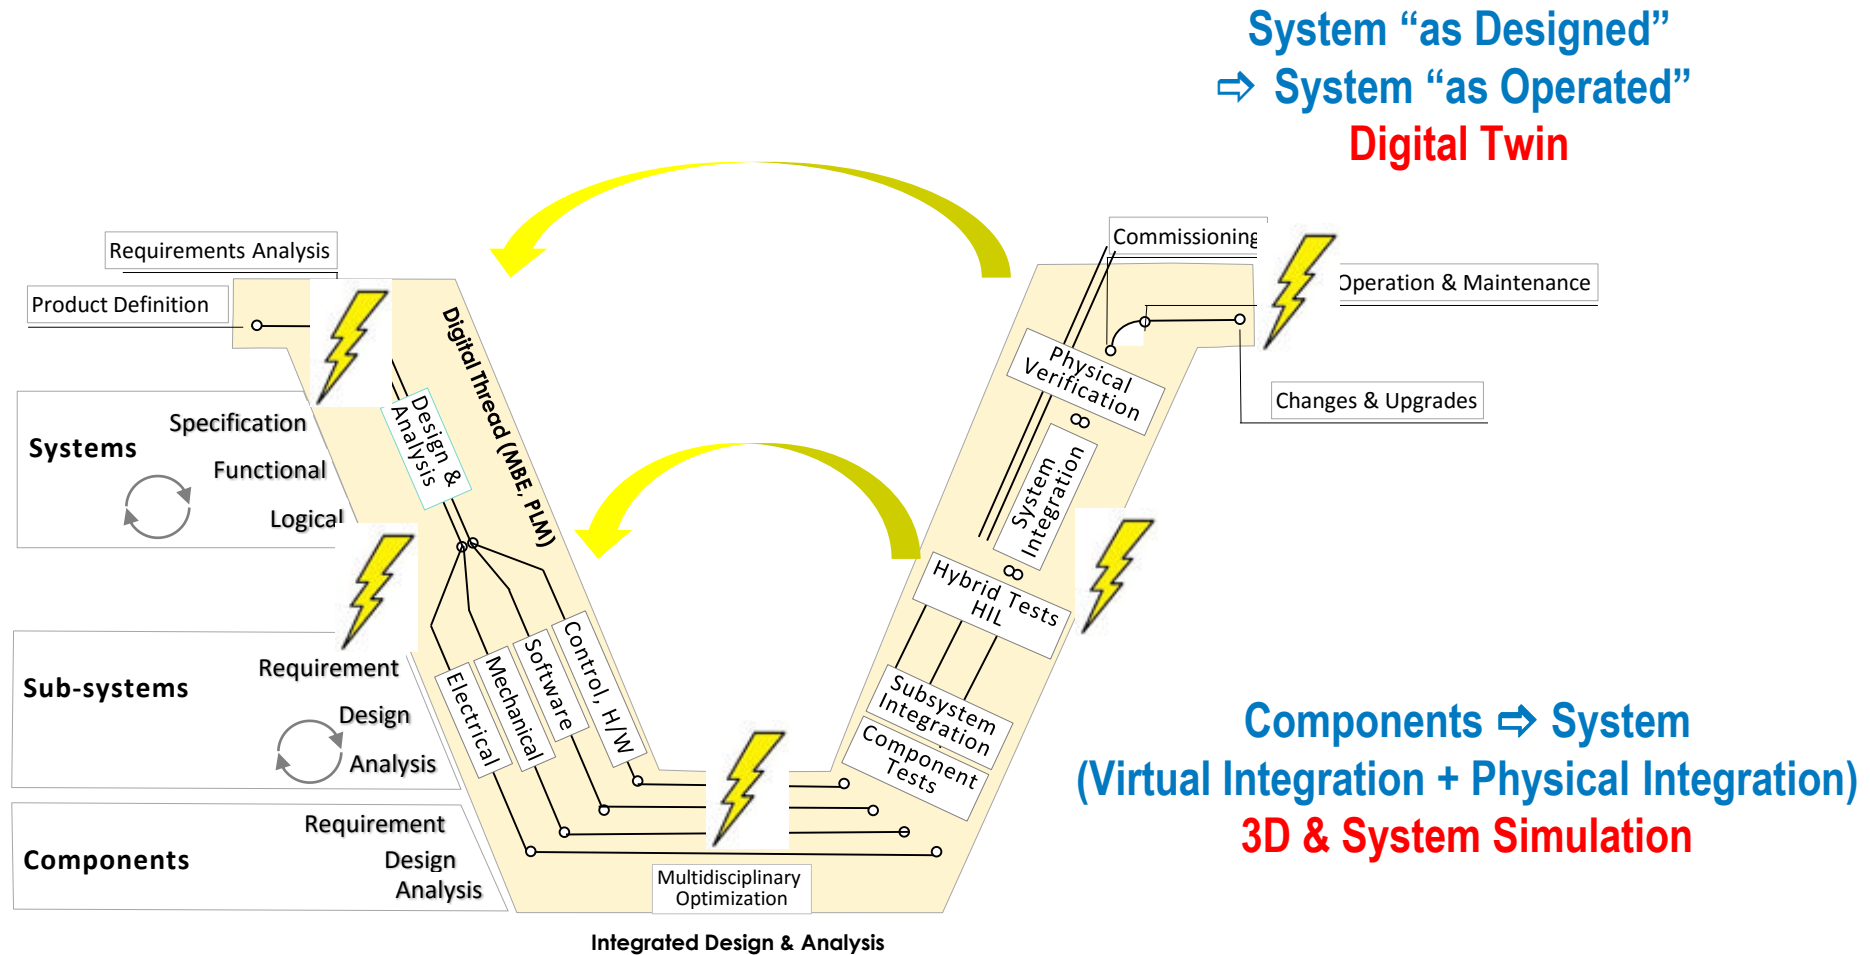 System “as Designed”
⇨ System “as Operated”
Digital Twin
Requirements Analysis
Product Definition
Commissioning
Operation & Maintenance
Changes & Upgrades
Systems
Specification
Functional
Logical
Design &
Analysis
Digital Thread (MBE, PLM)
Physical
Verification
System
Integration
Hybrid Tests
HIL
Sub-systems
Requirement
Design
Analysis
Electrical
Mechanical
Software
Control, H/W
Subsystem
Integration
Component
Tests
Components ⇨ System
(Virtual Integration + Physical Integration)
3D & System Simulation
Components
Requirement
Design
Analysis
Multidisciplinary
Optimization
Integrated Design & Analysis